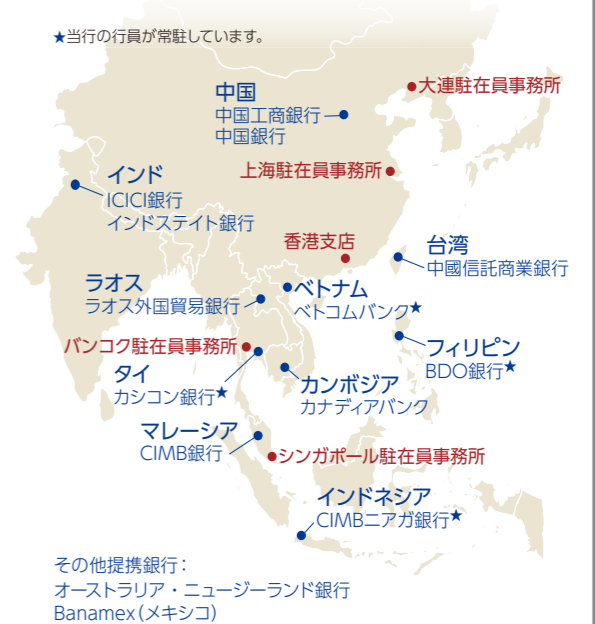 ★当行の行員が常駐しています。
大連駐在員事務所
中国
中国工商銀行
中国銀行
上海駐在員事務所
インド
ICICI銀行
インドステイト銀行
香港支店
台湾
中國信託商業銀行
ラオス
ラオス外国貿易銀行
ベトナム
ベトコムバンク★
バンコク駐在員事務所
フィリピン
BDO銀行★
タイ
カシコン銀行★
カンボジア
カナディアバンク
マレーシア
CIMB銀行
シンガポール駐在員事務所
インドネシア
CIMBニアガ銀行★
その他提携銀行：
オーストラリア・ニュージーランド銀行
Banamex（メキシコ）